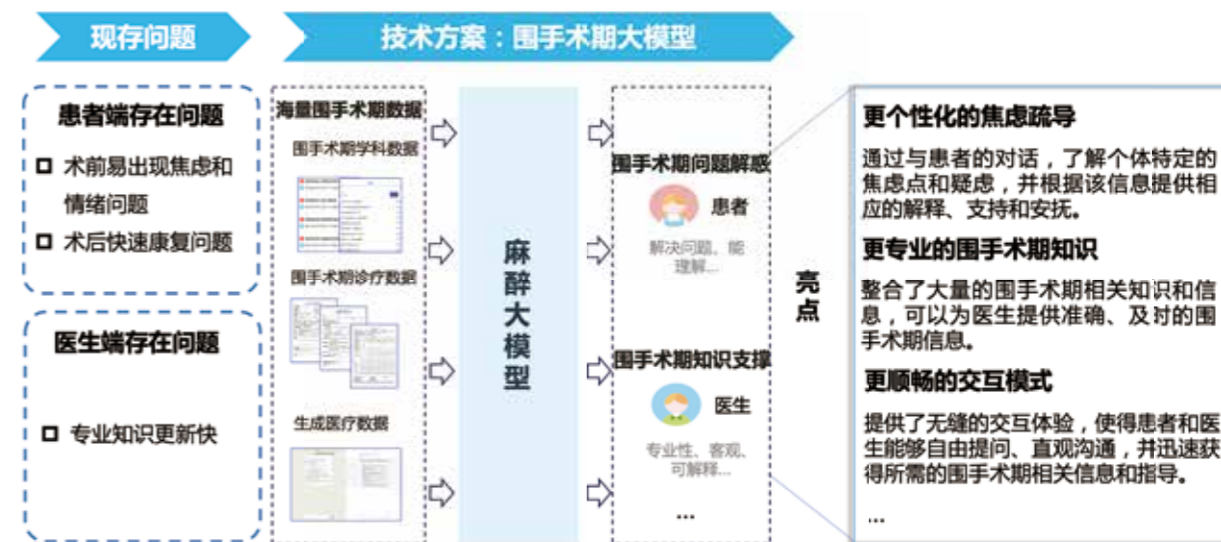 现存问题
技术方案：围手术期大模型
患者端存在问题
术前易出现焦虑和
情绪问题
术后快速康复问题
医生端存在问题
专业知识更新快
海量围手术期数据
围手术期学科数据
围手术期诊疗数据
生成医疗数据
麻
醉
大
模
型
围手术期问题解惑
患者
解决问题、能
理解...
围手术期知识支撑
医生
专业性、客观、
可解释...
...
亮
点
更个性化的焦虑疏导
通过与患者的对话，了解个体特定的
焦虑点和疑虑，并根据该信息提供相
应的解释、支持和安抚。
更专业的围手术期知识
整合了大量的围手术期相关知识和信
息，可以为医生提供准确、及时的围
手术期信息。
更顺畅的交互模式
提供了无缝的交互体验，使得患者和医
生能够自由提问、直观沟通，并迅速获
得所需的围手术期相关信息和指导。
...